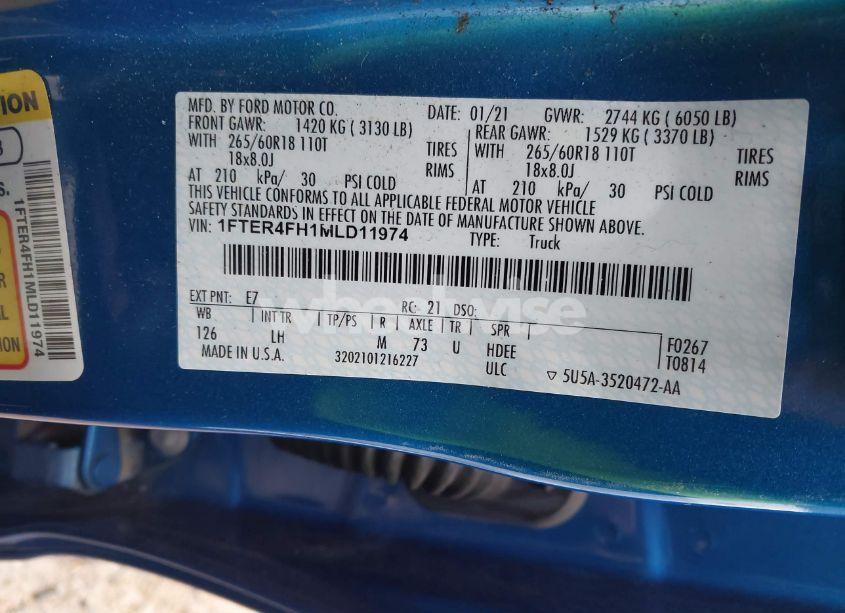 TION
3
S.
1FTER4FH1MLD11974
R
AL
TION
MFD. BY FORD MOTOR CO.
DATE: 01/21 GVWR: 2744 KG ( 6050 LB)
FRONT GAWR: 1420 KG ( 3130 LB)
REAR GAWR: 1529 KG ( 3370 LB)
WITH 265/60R18 110T TIRES
WITH 265/60R18 110T TIRES
18x8.0J RIMS
18x8.0J RIMS
AT 210 kPa/ 30 PSI COLD
AT 210 kPa/ 30 PSI COLD
THIS VEHICLE CONFORMS TO ALL APPLICABLE FEDERAL MOTOR VEHICLE
SAFETY STANDARDS IN EFFECT ON THE DATE OF MANUFACTURE SHOWN ABOVE.
VIN: 1FTER4FH1MLD11974 TYPE: Truck
EXT PNT: E7 RC: 21 DSO:
WB INT TR TP/PS R AXLE TR SPR
126 LH M 73 U HDEE F0267
MADE IN U.S.A. 3202101216227 ULC T0814
▽ 5U5A-3520472-AA